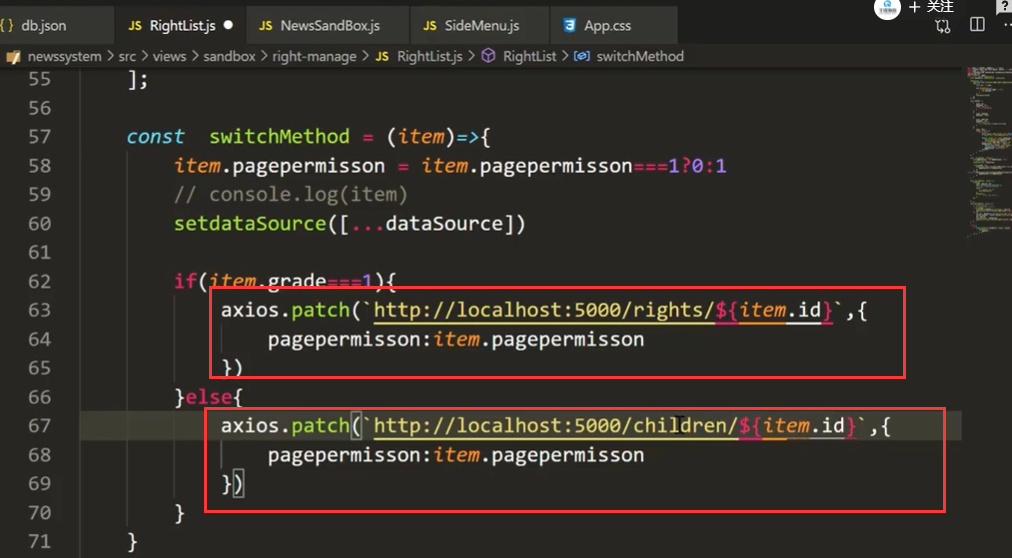 { } db.json JS RightList.js ● JS NewsSandBox.js JS SideMenu.js App.css + 关注
newssystem > src > views > sandbox > right-manage > JS RightList.js > RightList > switchMethod
55 ];
56
57 const switchMethod = (item)=>{
58 item.pagepermisson = item.pagepermisson===1?0:1
59 // console.log(item)
60 setdataSource([...dataSource])
61
62 if(item.grade===1){
63 axios.patch(`http://localhost:5000/rights/${item.id}`,{
64 pagepermisson:item.pagepermisson
65 })
66 }else{
67 axios.patch(`http://localhost:5000/children/${item.id}`,{
68 pagepermisson:item.pagepermisson
69 })
70 }
71 }